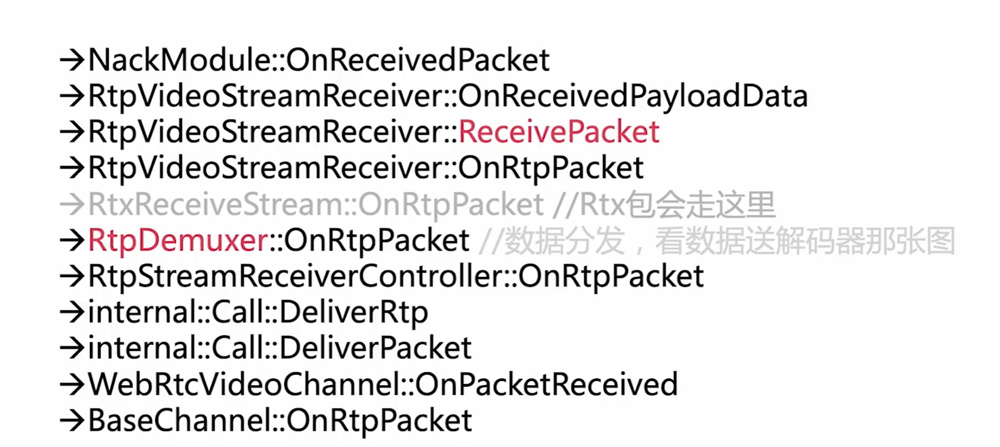 →NackModule::OnReceivedPacket
→RtpVideoStreamReceiver::OnReceivedPayloadData
→RtpVideoStreamReceiver::ReceivePacket
→RtpVideoStreamReceiver::OnRtpPacket
→RtxReceiveStream::OnRtpPacket //Rtx包会走这里
→RtpDemuxer::OnRtpPacket //数据分发，看数据送解码器那张图
→RtpStreamReceiverController::OnRtpPacket
→internal::Call::DeliverRtp
→internal::Call::DeliverPacket
→WebRtcVideoChannel::OnPacketReceived
→BaseChannel::OnRtpPacket